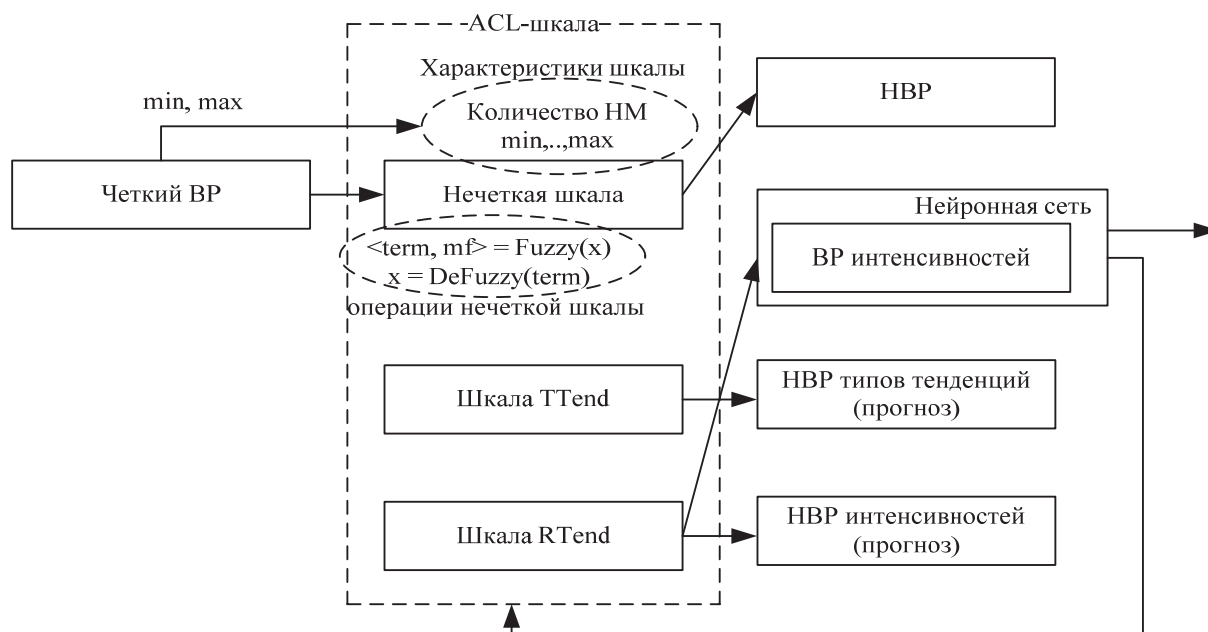 ACL-шкала
Характеристики шкалы
min, max
Количество НМ
min,..,max
НВР
Четкий ВР
Нечеткая шкала
Нейронная сеть
ВР интенсивностей
<term, mf> = Fuzzy(x)
x = DeFuzzy(term)
операции нечеткой шкалы
Шкала TTend
НВР типов тенденций
(прогноз)
Шкала RTend
НВР интенсивностей
(прогноз)